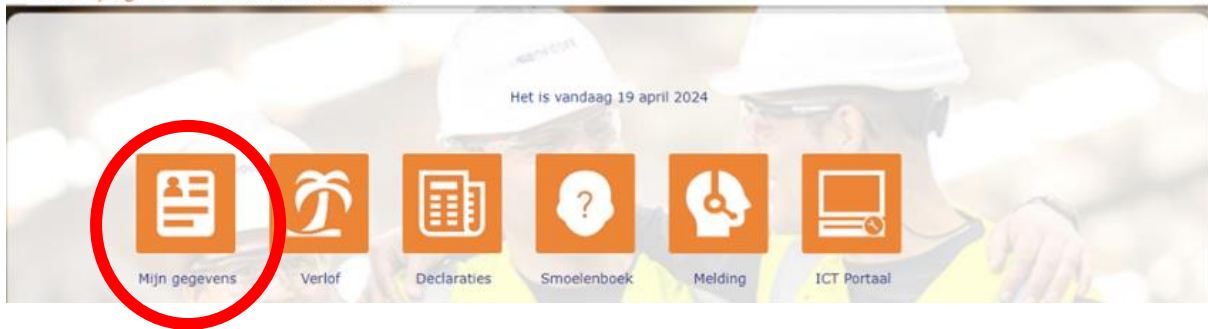 Het is vandaag 19 april 2024
?
Mijn gegevens
Verlof
Declaraties
Smoelenboek
Melding
ICT Portaal